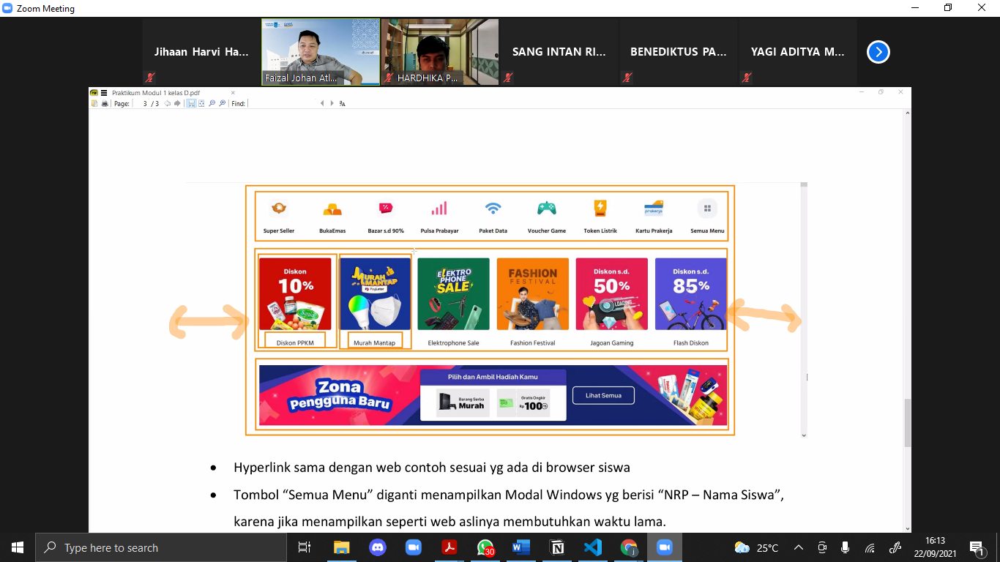 Zoom Meeting
Jihaan Harvi Ha...
Faizal Johan Atl...
HARDHIKA P...
SANG INTAN RI...
BENEDIKTUS PA...
YAGI ADITYA M...
Praktikum Modul 1 kelas D.pdf
Page: 3 / 3 Find:
Super Seller
BukaEmas
Bazar s.d 90%
Pulsa Prabayar
Paket Data
Voucher Game
Token Listrik
prakerja
Kartu Prakerja
Semua Menu
Diskon
10%
Diskon PPKM
MURAH
MANTAP
PayLater
Murah Mantap
ELEKTRO
PHONE
SALE
Elektrophone Sale
FASHION
FESTIVAL
Fashion Festival
Diskon s.d.
50%
LOADING
Jagoan Gaming
Diskon s.d.
85%
Flash Diskon
Zona
Pengguna Baru
Pilih dan Ambil Hadiah Kamu
Barang Serba
Murah
Gratis Ongkir
Rp100
Lihat Semua
• Hyperlink sama dengan web contoh sesuai yg ada di browser siswa
• Tombol “Semua Menu” diganti menampilkan Modal Windows yg berisi “NRP – Nama Siswa”,
karena jika menampilkan seperti web aslinya membutuhkan waktu lama.
Type here to search
30
25°C
16:13
22/09/2021
1